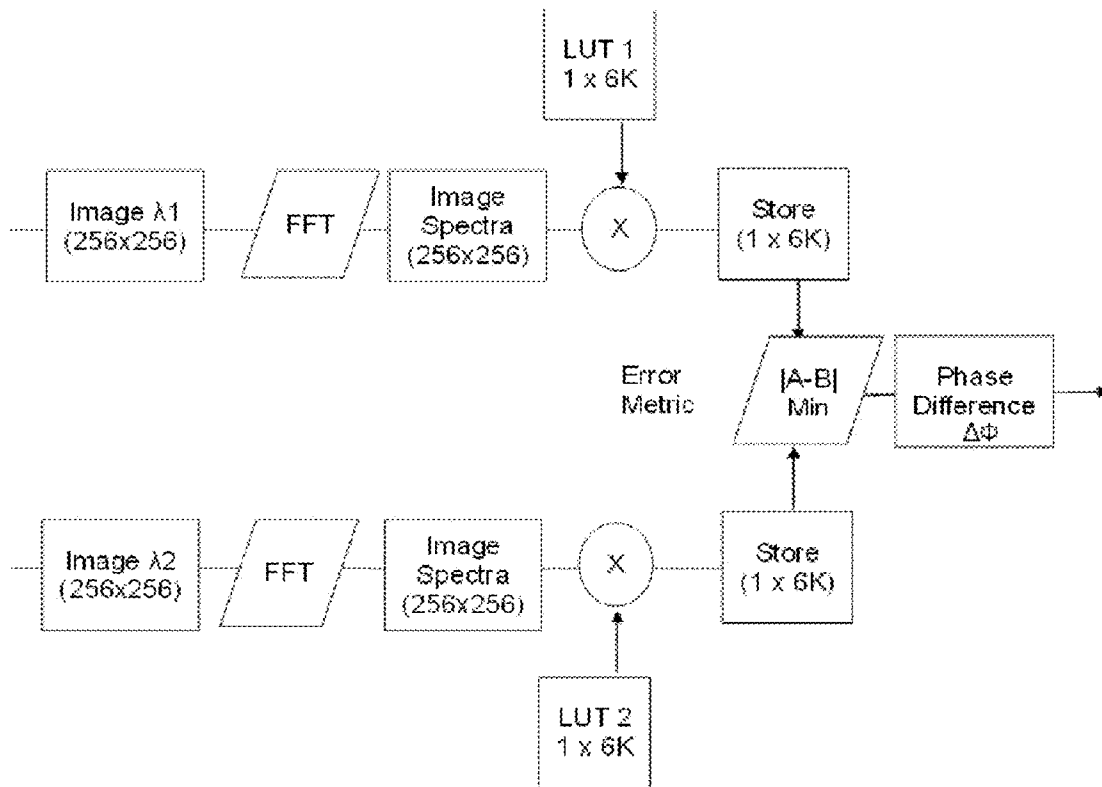 LUT 1
1 x 6K
Image λ1
(256x256)
FFT
Image
Spectra
(256x256)
X
Store
(1 x 6K)
Error
Metric
|A-B|
Min
Phase
Difference
ΔΦ
Image λ2
(256x256)
FFT
Image
Spectra
(256x256)
X
Store
(1 x 6K)
LUT 2
1 x 6K